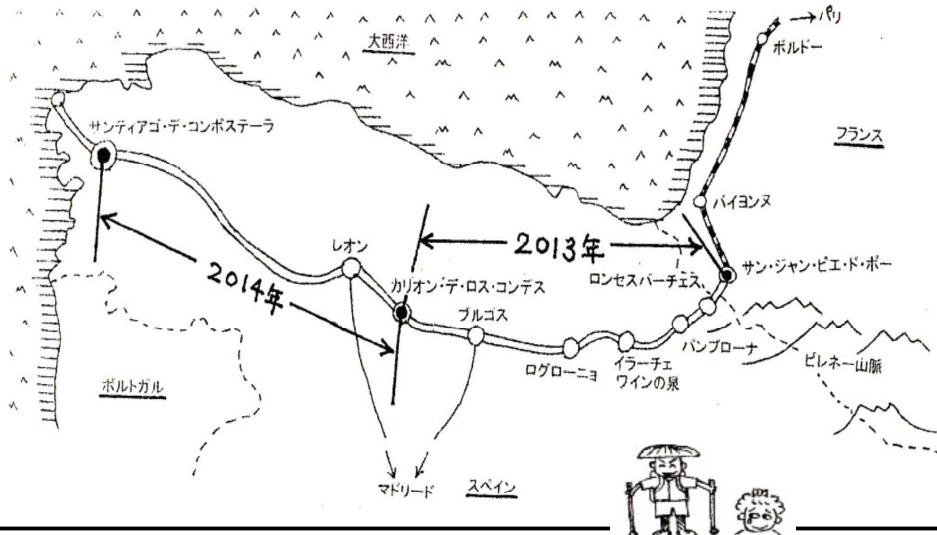 パリ
ボルドー
大西洋
フランス
サンティアゴ・デ・コンポステーラ
バイヨンヌ
2013年
レオン
ロンセスバーチェス
サン・ジャン・ピエ・ド・ポー
2014年
カリオン・デ・ロス・コンデス
ブルゴス
パンプローナ
ピレネー山脈
ログローニョ
イラーチェ
ワインの泉
ポルトガル
マドリード
スペイン